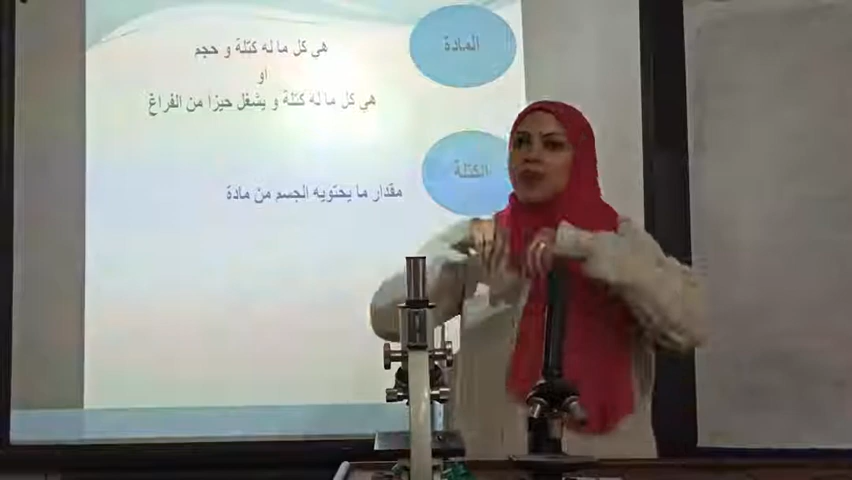 المادة
هي كل ما له كتلة و حجم
او
هي كل ما له كتلة و يشغل حيزا من الفراغ
الكتلة
مقدار ما يحتويه الجسم من مادة